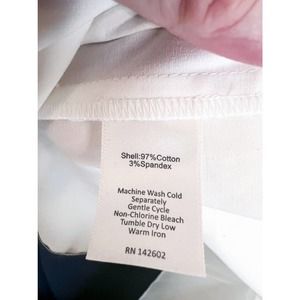 Shell:97%Cotton
3%Spandex
Machine Wash Cold
Separately
Gentle Cycle
Non-Chlorine Bleach
Tumble Dry Low
Warm Iron
RN 142602